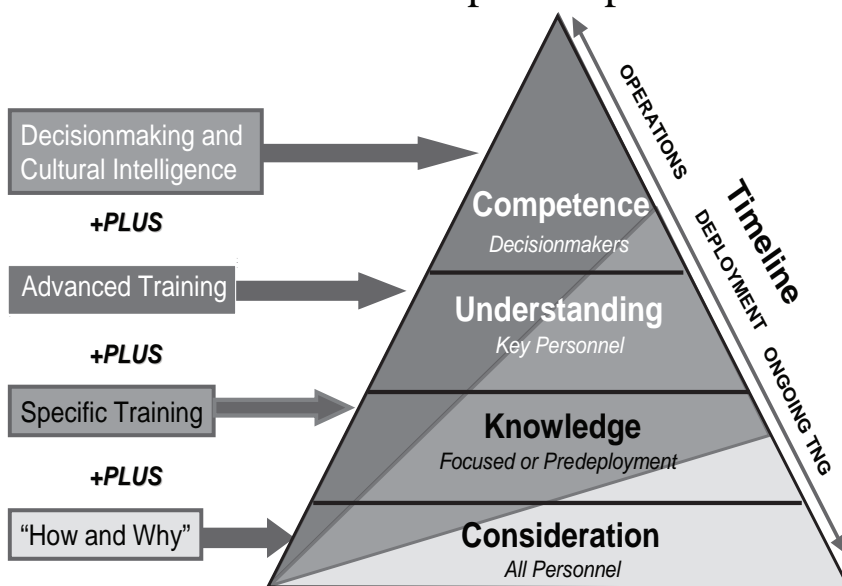 Decisionmaking and
Cultural Intelligence
+PLUS
Advanced Training
+PLUS
Specific Training
+PLUS
“How and Why”
Competence
Decisionmakers
Understanding
Key Personnel
Knowledge
Focused or Predeployment
Consideration
All Personnel
OPERATIONS
DEPLOYMENT
ONGOING TNG
Timeline